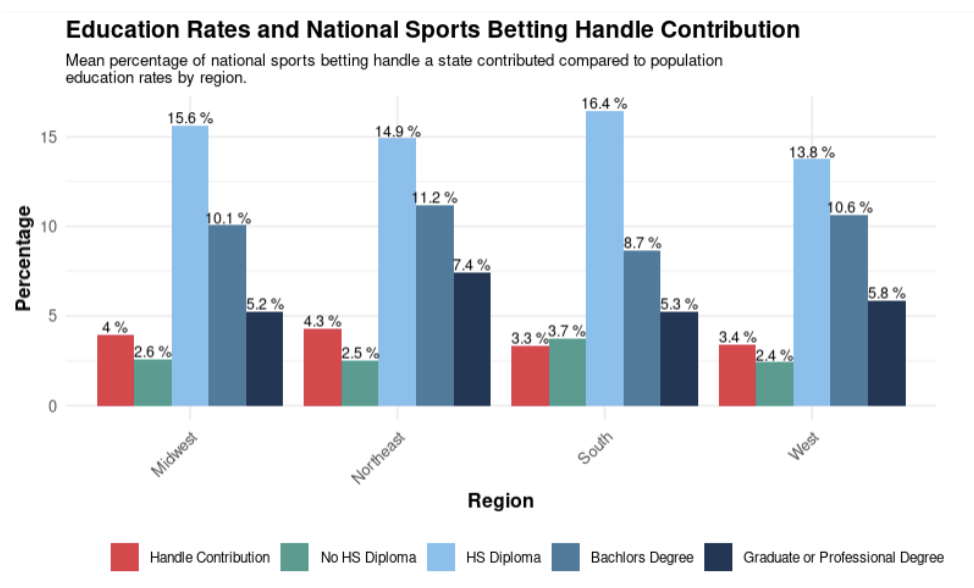 Education Rates and National Sports Betting Handle Contribution
Mean percentage of national sports betting handle a state contributed compared to population
education rates by region.
Percentage
15
10
5
0
4 %
2.6 %
15.6 %
10.1 %
5.2 %
4.3 %
2.5 %
14.9 %
11.2 %
7.4 %
3.3 %
3.7 %
16.4 %
8.7 %
5.3 %
3.4 %
2.4 %
13.8 %
10.6 %
5.8 %
Midwest
Northeast
South
West
Region
Handle Contribution
No HS Diploma
HS Diploma
Bachlors Degree
Graduate or Professional Degree